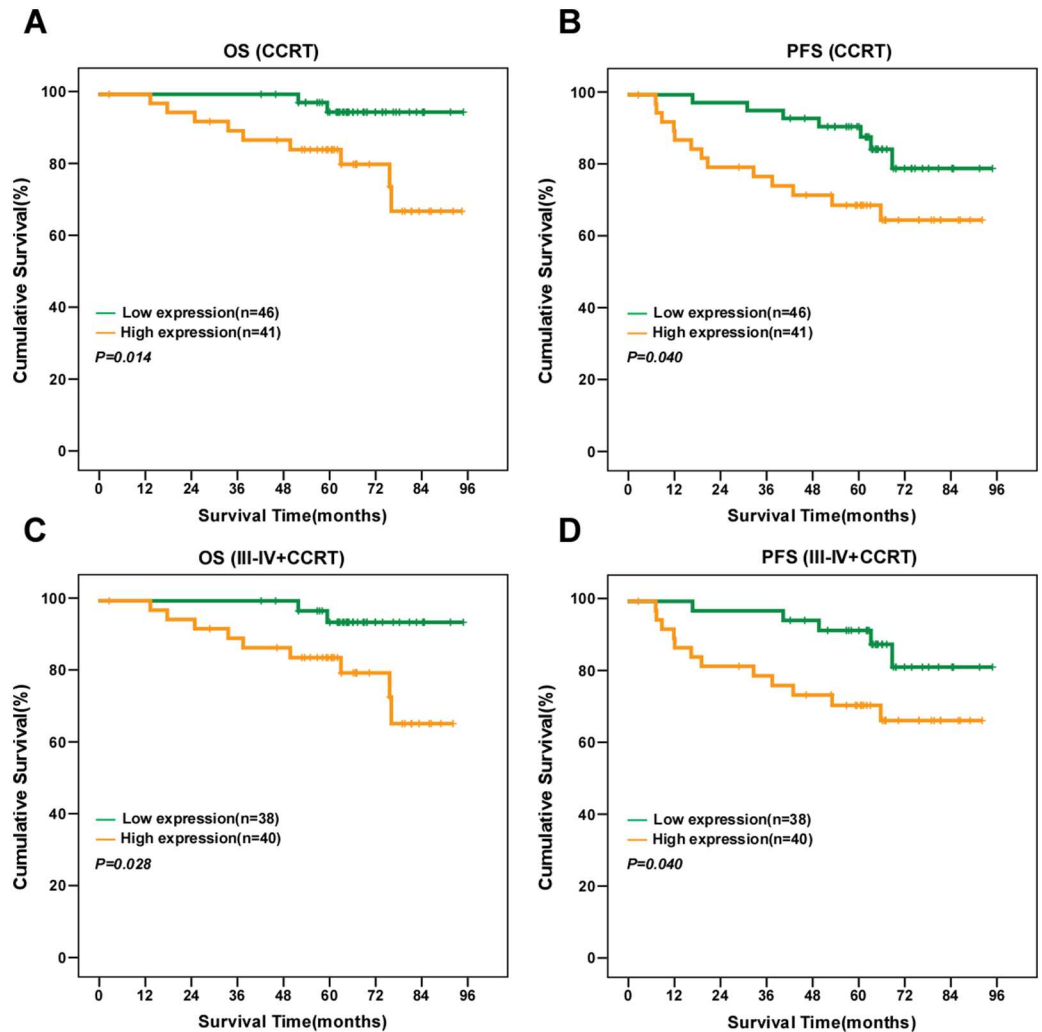 A
OS (CCRT)
Cumulative Survival(%)
100
80
60
40
20
0
Low expression(n=46)
High expression(n=41)
P=0.014
0 12 24 36 48 60 72 84 96
Survival Time(months)
B
PFS (CCRT)
Cumulative Survival(%)
100
80
60
40
20
0
Low expression(n=46)
High expression(n=41)
P=0.040
0 12 24 36 48 60 72 84 96
Survival Time(months)
C
OS (III-IV+CCRT)
Cumulative Survival(%)
100
80
60
40
20
0
Low expression(n=38)
High expression(n=40)
P=0.028
0 12 24 36 48 60 72 84 96
Survival Time(months)
D
PFS (III-IV+CCRT)
Cumulative Survival(%)
100
80
60
40
20
0
Low expression(n=38)
High expression(n=40)
P=0.040
0 12 24 36 48 60 72 84 96
Survival Time(months)